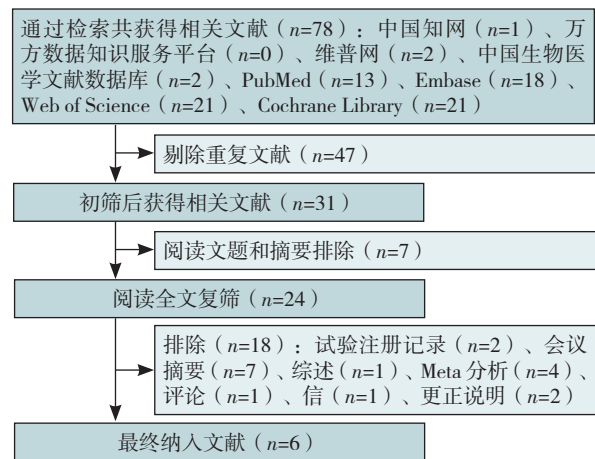 通过检索共获得相关文献（n=78）：中国知网（n=1）、万
方数据知识服务平台（n=0）、维普网（n=2）、中国生物医
学文献数据库（n=2）、PubMed（n=13）、Embase（n=18）、
Web of Science（n=21）、Cochrane Library（n=21）
剔除重复文献（n=47）
初筛后获得相关文献（n=31）
阅读文题和摘要排除（n=7）
阅读全文复筛（n=24）
排除（n=18）：试验注册记录（n=2）、会议
摘要（n=7）、综述（n=1）、Meta 分析（n=4）、
评论（n=1）、信（n=1）、更正说明（n=2）
最终纳入文献（n=6）